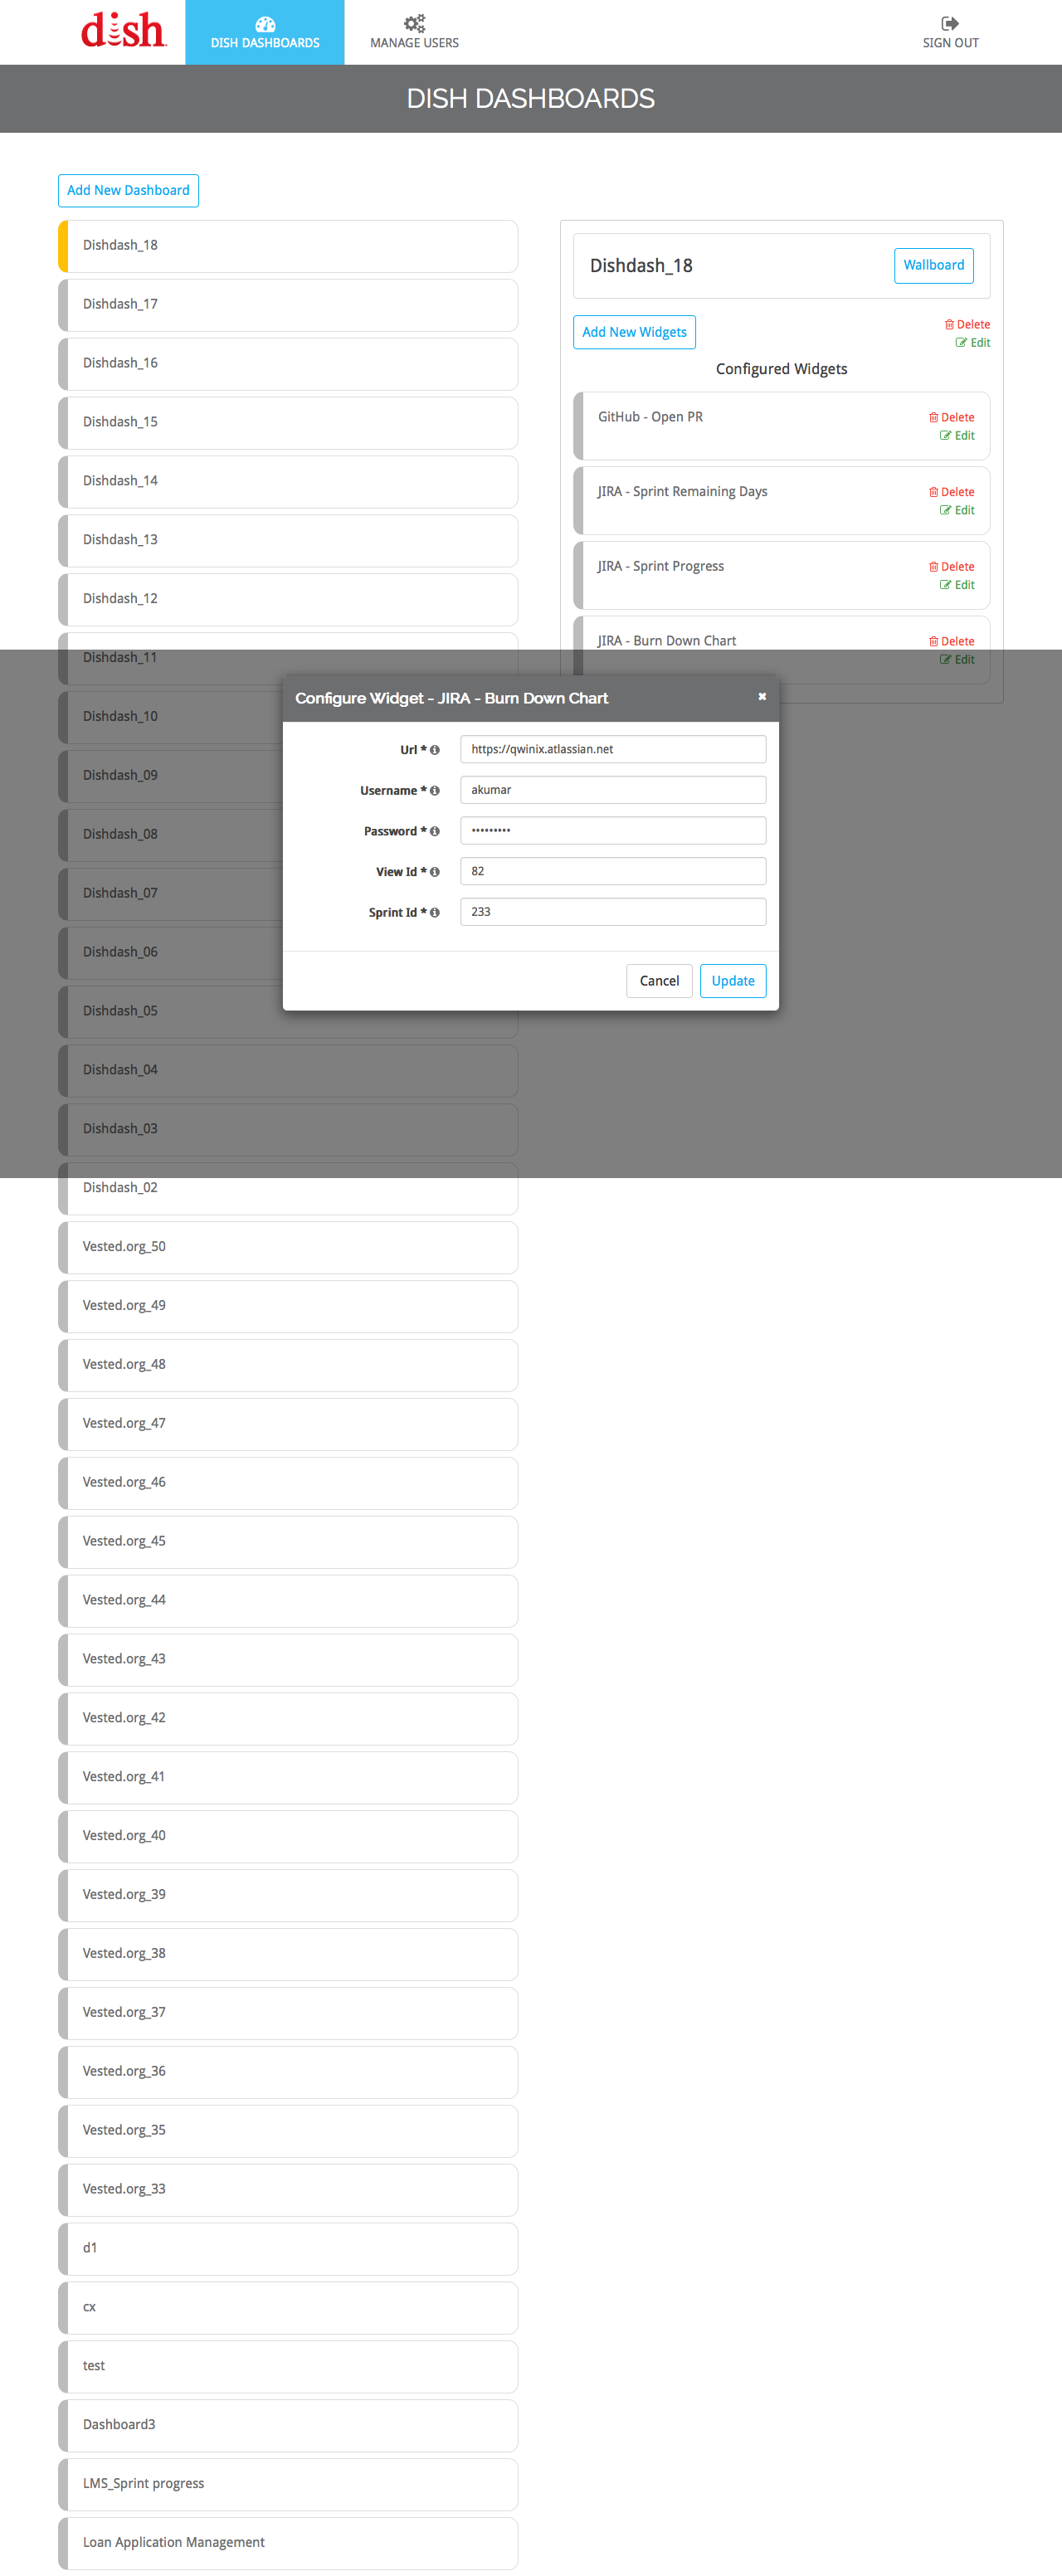 dish
DISH DASHBOARDS
MANAGE USERS
SIGN OUT
DISH DASHBOARDS
Add New Dashboard
Dishdash_18
Dishdash_17
Dishdash_16
Dishdash_15
Dishdash_14
Dishdash_13
Dishdash_12
Dishdash_11
Dishdash_10
Dishdash_09
Dishdash_08
Dishdash_07
Dishdash_06
Dishdash_05
Dishdash_04
Dishdash_03
Dishdash_02
Vested.org_50
Vested.org_49
Vested.org_48
Vested.org_47
Vested.org_46
Vested.org_45
Vested.org_44
Vested.org_43
Vested.org_42
Vested.org_41
Vested.org_40
Vested.org_39
Vested.org_38
Vested.org_37
Vested.org_36
Vested.org_35
Vested.org_33
d1
cx
test
Dashboard3
LMS_Sprint progress
Loan Application Management
Dishdash_18
Wallboard
Add New Widgets
Delete
Edit
Configured Widgets
GitHub - Open PR
Delete
Edit
JIRA - Sprint Remaining Days
Delete
Edit
JIRA - Sprint Progress
Delete
Edit
JIRA - Burn Down Chart
Delete
Edit
Configure Widget - JIRA - Burn Down Chart
Url * https://qwinix.atlassian.net
Username * akumar
Password * •••••••••
View Id * 82
Sprint Id * 233
Cancel
Update